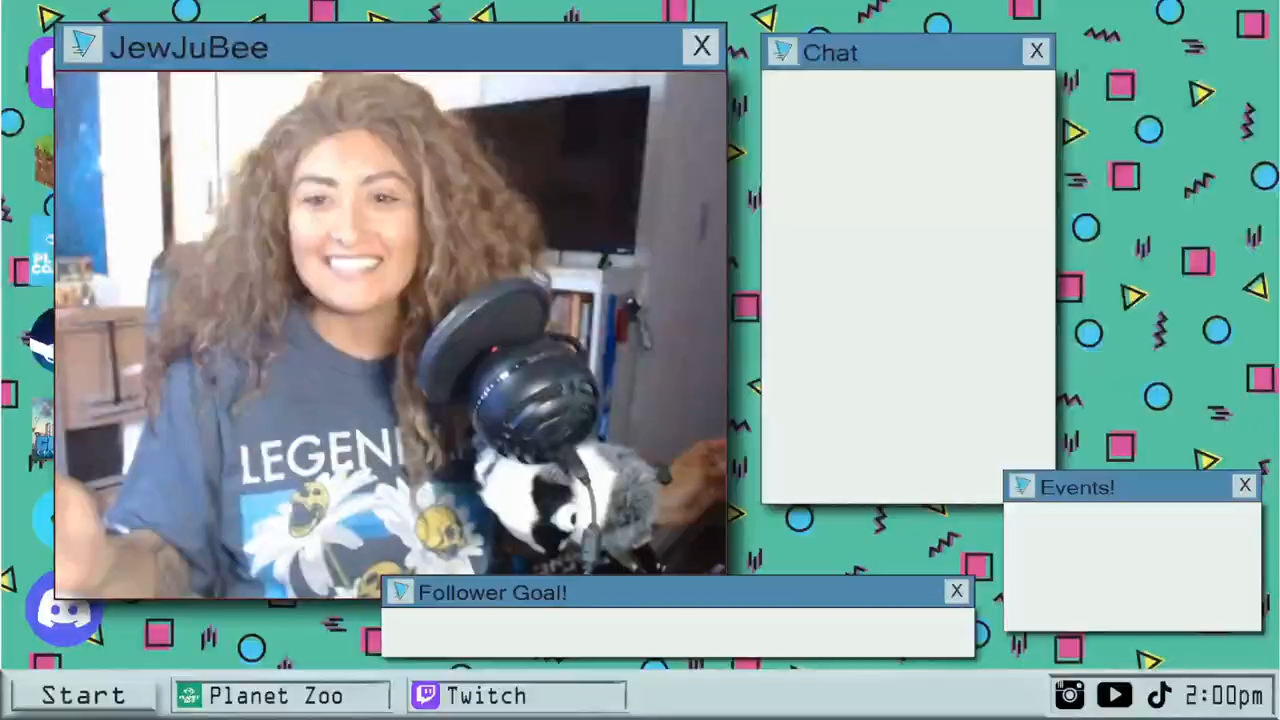 JewJuBee
X
Chat
X
LEGEN
Events!
X
Follower Goal!
X
Start
Planet Zoo
Twitch
2:00pm